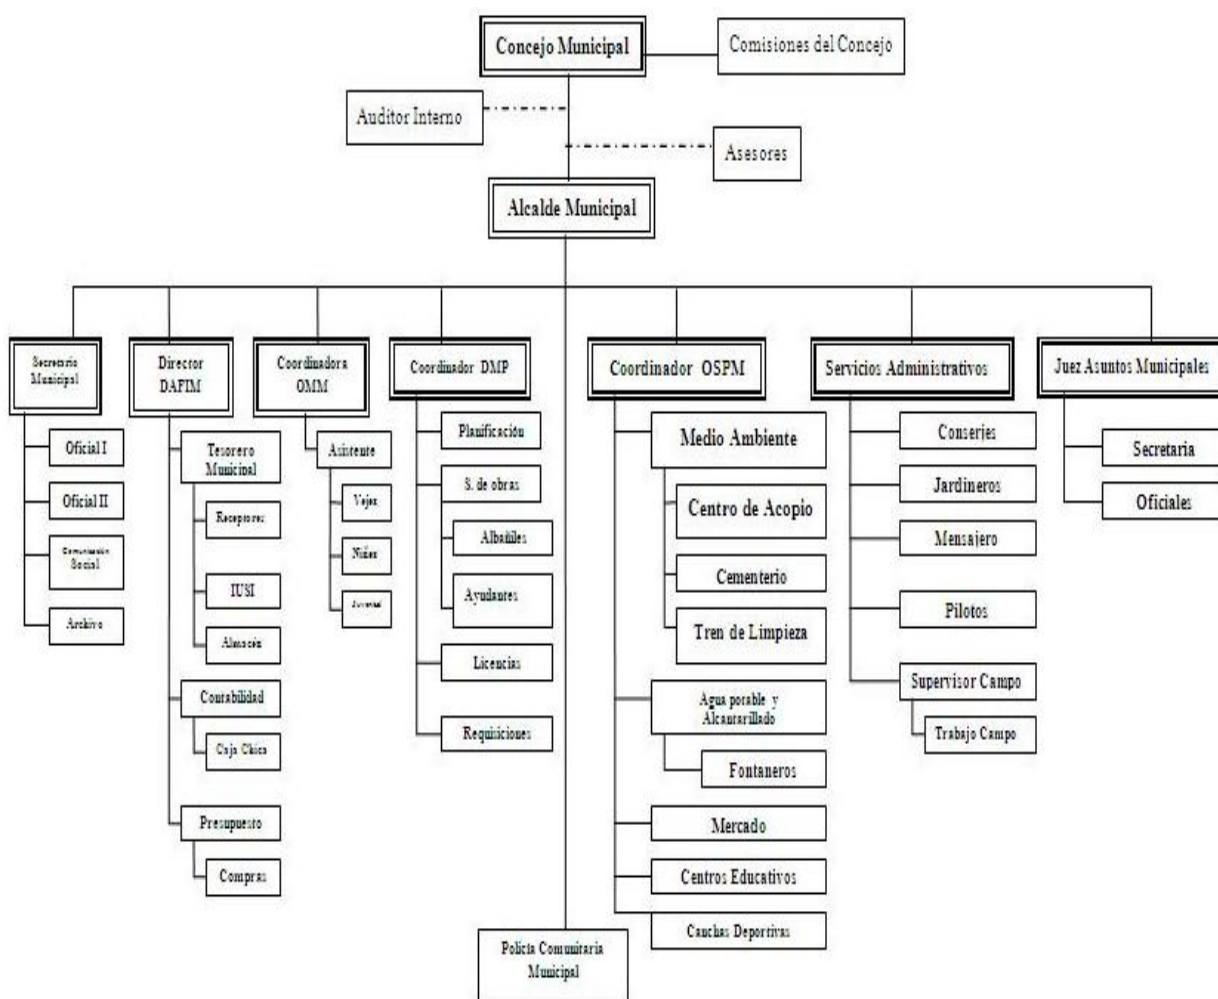 Concejo Municipal
Comisiones del Concejo
Auditor Interno
Asesores
Alcalde Municipal
Secretario
Municipal
Oficial I
Oficial II
Comunicación
Social
Archivo
Director
DAFIM
Tesorero
Municipal
Receptores
IUSI
Almacén
Contabilidad
Caja Chica
Presupuesto
Compras
Coordinadora
OMM
Asistente
Vejez
Niñez
Juventud
Coordinador DMP
Planificación
S. de obras
Albañiles
Ayudantes
Licencias
Requisiciones
Coordinador OSPM
Medio Ambiente
Centro de Acopio
Cementerio
Tren de Limpieza
Agua potable y
Alcantarillado
Fontaneros
Mercado
Centros Educativos
Canchas Deportivas
Servicios Administrativos
Conserjes
Jardineros
Mensajero
Pilotos
Supervisor Campo
Trabajo Campo
Juez Asuntos Municipales
Secretaria
Oficiales
Policía Comunitaria
Municipal